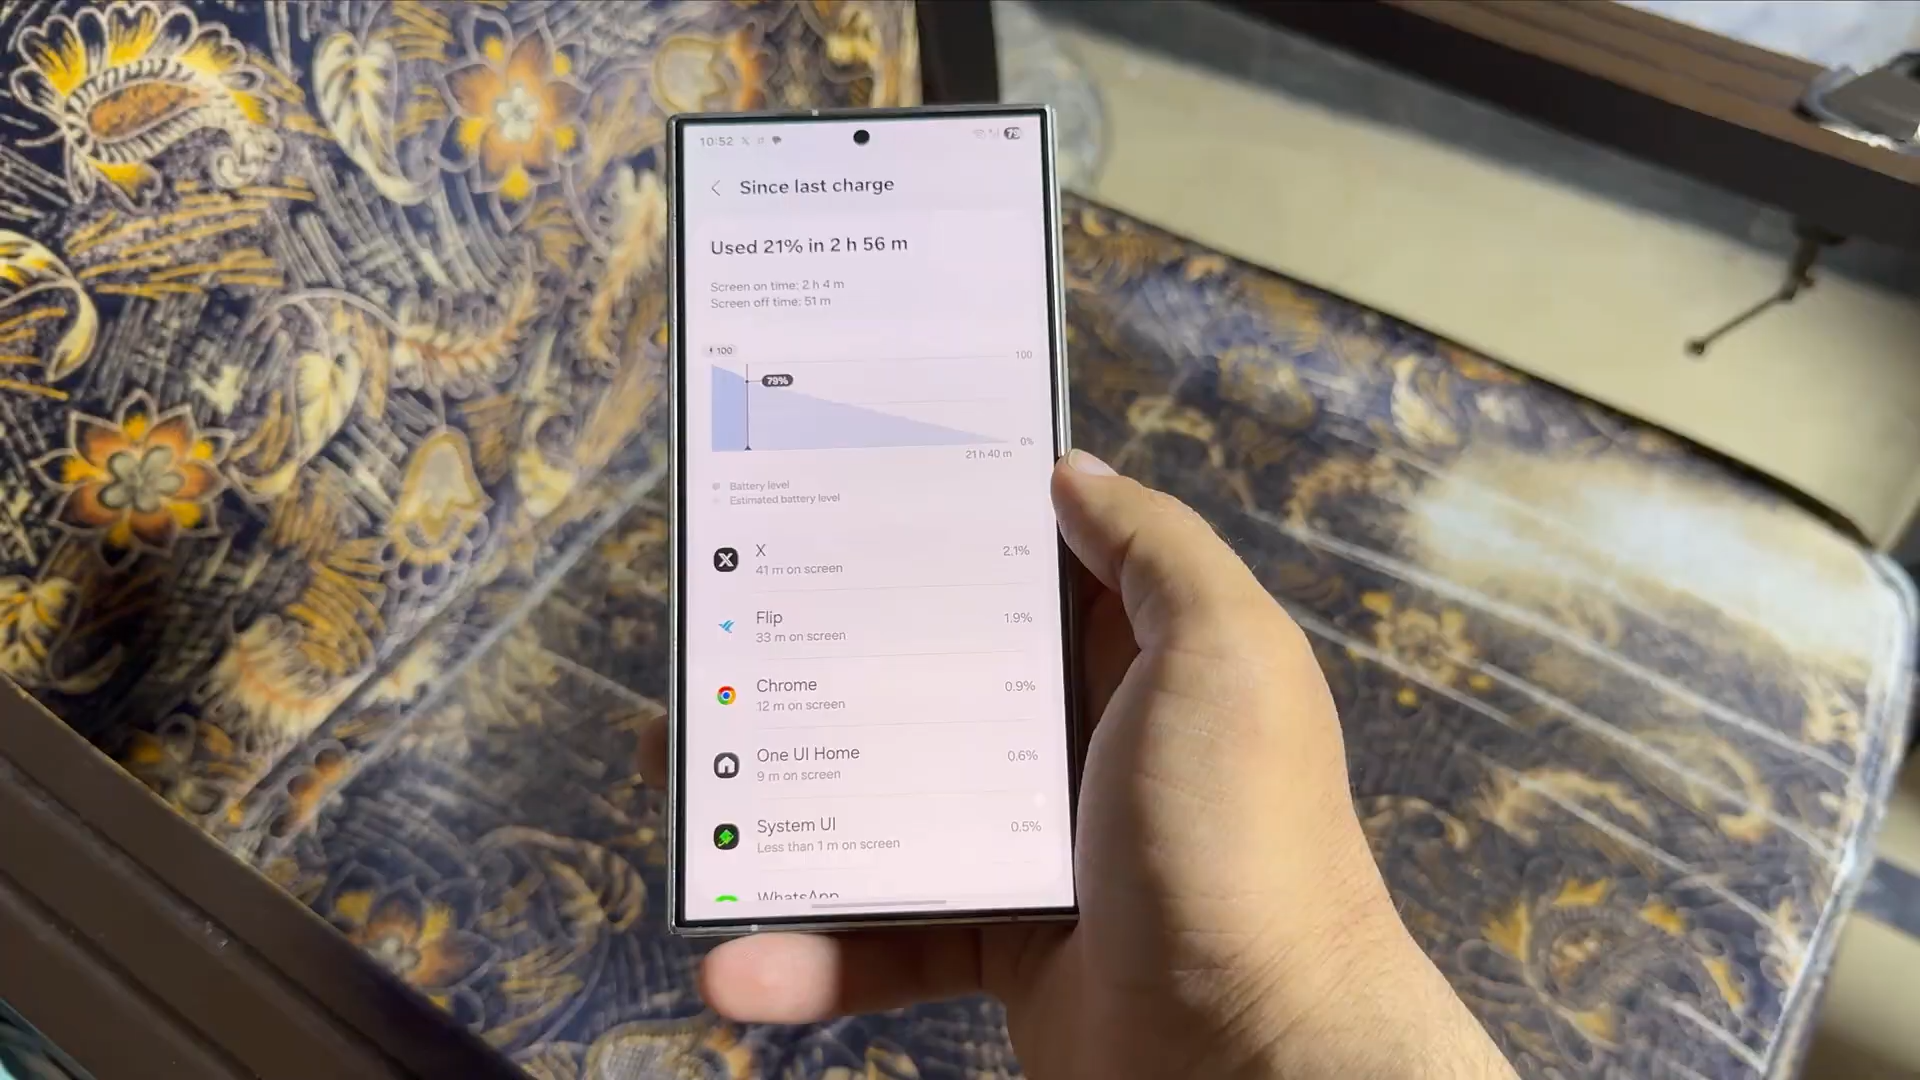 10:52
79
Since last charge
Used 21% in 2 h 56 m
Screen on time: 2 h 4 m
Screen off time: 51 m
100
100
79%
0%
21 h 40 m
Battery level
Estimated battery level
X
2.1%
41 m on screen
Flip
1.9%
33 m on screen
Chrome
0.9%
12 m on screen
One UI Home
0.6%
9 m on screen
System UI
0.5%
Less than 1 m on screen
WhatsApp